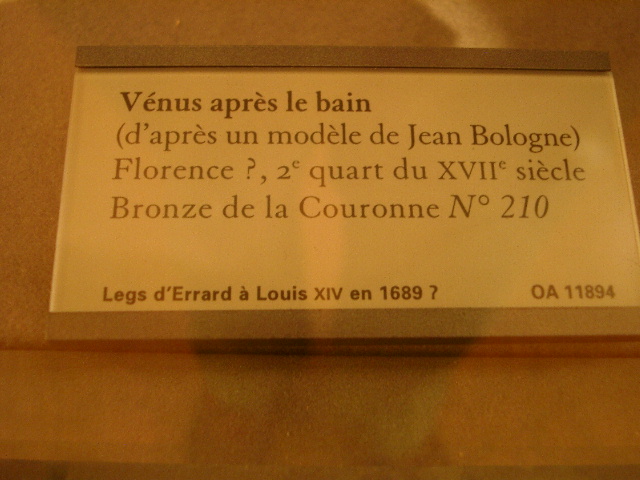 Vénus après le bain
(d'après un modèle de Jean Bologne)
Florence ?, 2e quart du XVIIe siècle
Bronze de la Couronne N° 210
Legs d'Errard à Louis XIV en 1689 ? OA 11894